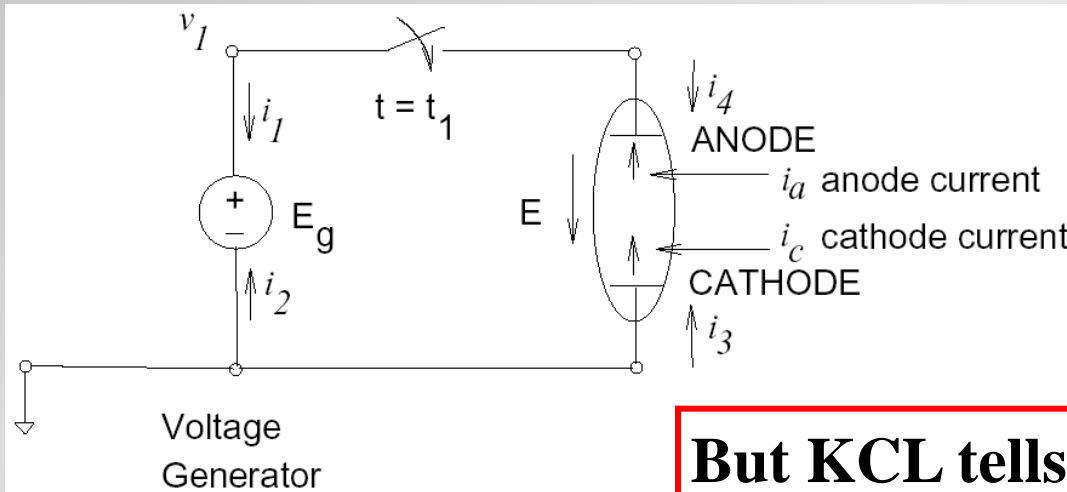 v1
i1
t = t1
i4
ANODE
ia anode current
+
−
Eg
E
ic cathode current
i2
CATHODE
i3
Voltage
Generator
But KCL tells